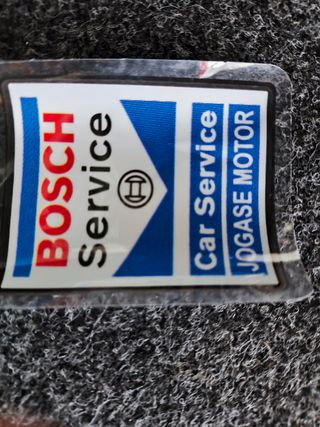 BOSCH
Service
Car Service
JOGASE MOTOR